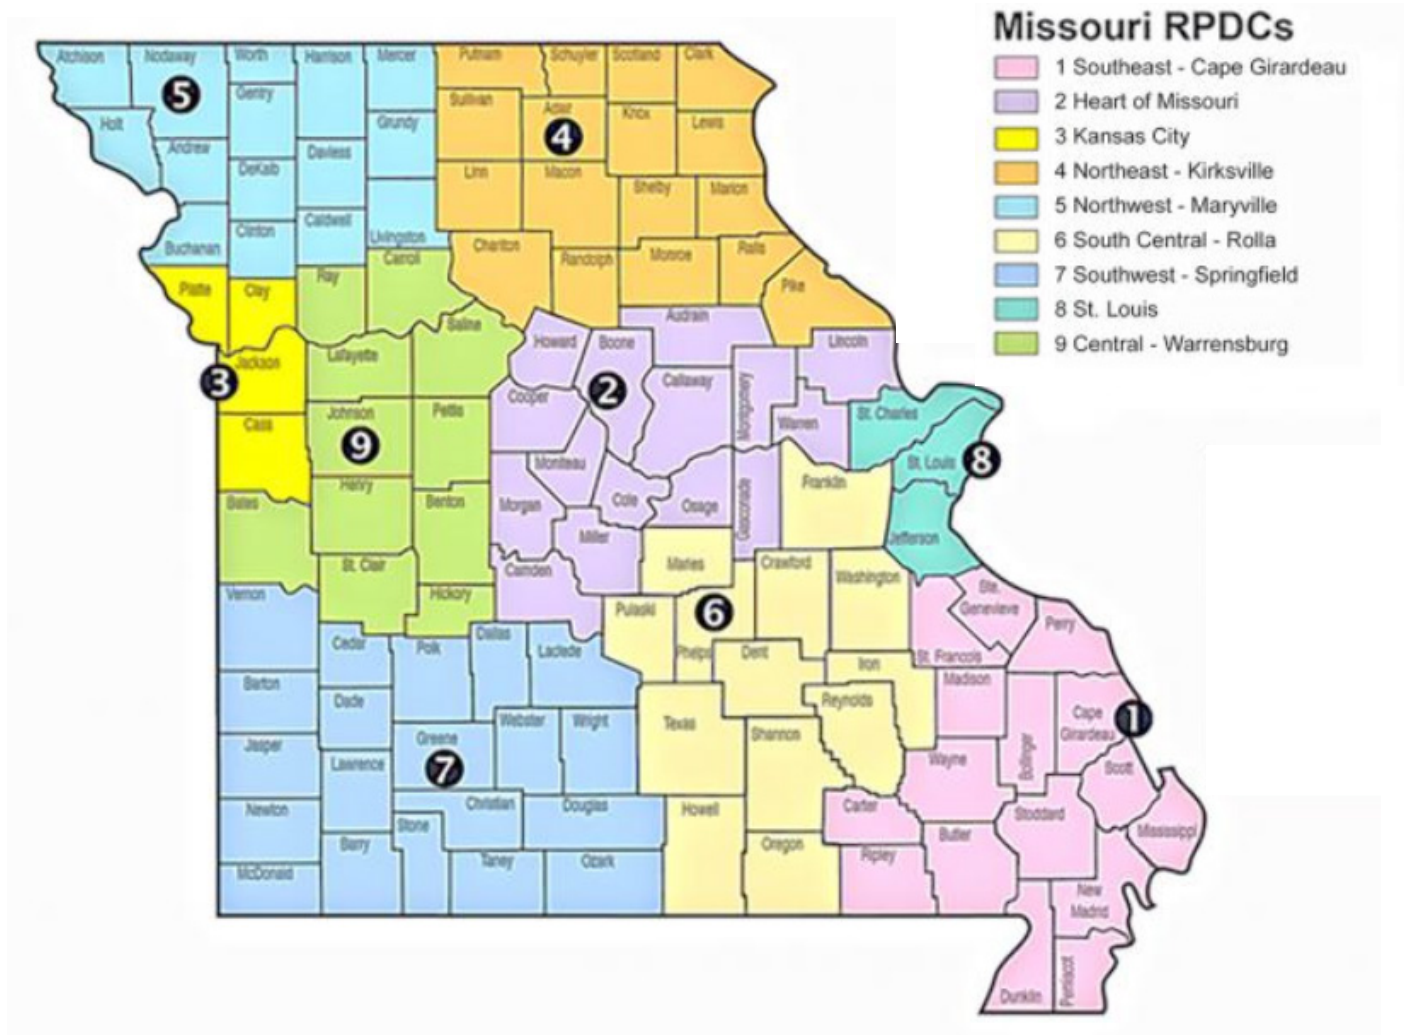 Missouri RPDCs
1 Southeast - Cape Girardeau
2 Heart of Missouri
3 Kansas City
4 Northeast - Kirksville
5 Northwest - Maryville
6 South Central - Rolla
7 Southwest - Springfield
8 St. Louis
9 Central - Warrensburg
Atchison
Nodaway
Worth
Harrison
Mercer
Putnam
Schuyler
Scotland
Clark
5
Gentry
Sullivan
Adair
Knox
Lewis
Holt
Grundy
4
Andrew
Daviess
DeKalb
Linn
Macon
Shelby
Marion
Buchanan
Clinton
Caldwell
Livingston
Chariton
Randolph
Monroe
Ralls
Platte
Clay
Ray
Carroll
Pike
Saline
Audrain
Howard
Boone
Lincoln
Jackson
Lafayette
3
2
Callaway
Montgomery
Cooper
Cass
Johnson
Pettis
Warren
St. Charles
9
Moniteau
St. Louis
8
Henry
Franklin
Bates
Benton
Morgan
Cole
Osage
Gasconade
Miller
Jefferson
St. Clair
Camden
Maries
Crawford
Washington
Vernon
Hickory
Ste.
Genevieve
Pulaski
6
Perry
Cedar
Polk
Dallas
Laclede
Phelps
Dent
Iron
St. Francois
Barton
Dade
Madison
Reynolds
Cape
Girardeau
1
Jasper
Greene
Webster
Wright
Texas
Shannon
Lawrence
7
Wayne
Bollinger
Scott
Newton
Christian
Douglas
Howell
Carter
Stoddard
Mississippi
Stone
Barry
Butler
McDonald
Taney
Ozark
Oregon
Ripley
New
Madrid
Dunklin
Pemiscot